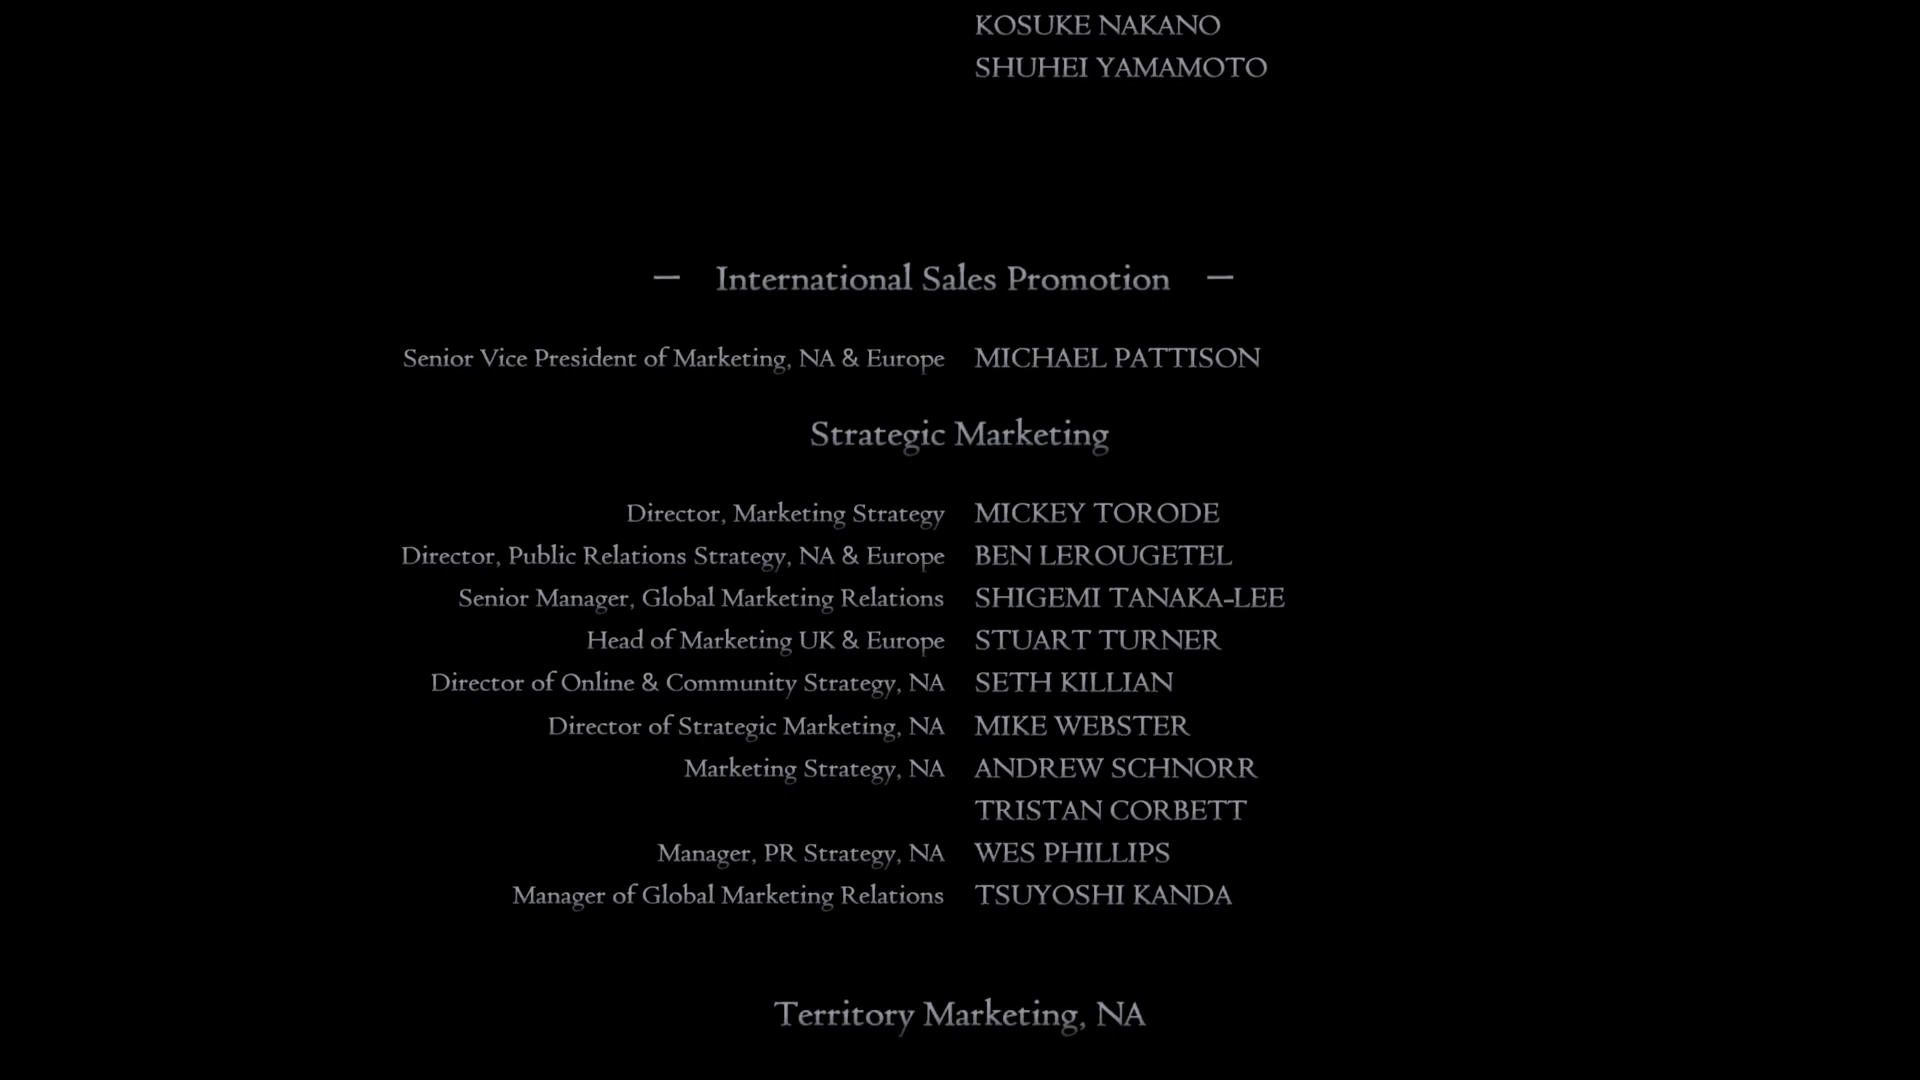 KOSUKE NAKANO
SHUHEI YAMAMOTO
— International Sales Promotion —
Senior Vice President of Marketing, NA & Europe MICHAEL PATTISON
Strategic Marketing
Director, Marketing Strategy MICKEY TORODE
Director, Public Relations Strategy, NA & Europe BEN LEROUGETEL
Senior Manager, Global Marketing Relations SHIGEMI TANAKA-LEE
Head of Marketing UK & Europe STUART TURNER
Director of Online & Community Strategy, NA SETH KILLIAN
Director of Strategic Marketing, NA MIKE WEBSTER
Marketing Strategy, NA ANDREW SCHNORR
TRISTAN CORBETT
Manager, PR Strategy, NA WES PHILLIPS
Manager of Global Marketing Relations TSUYOSHI KANDA
Territory Marketing, NA